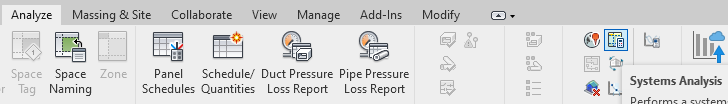 Analyze Massing & Site Collaborate View Manage Add-Ins Modify
Space Tag
Space Naming
Zone
Panel Schedules
Schedule/ Quantities
Duct Pressure Loss Report
Pipe Pressure Loss Report
Systems Analysis
Performs a system